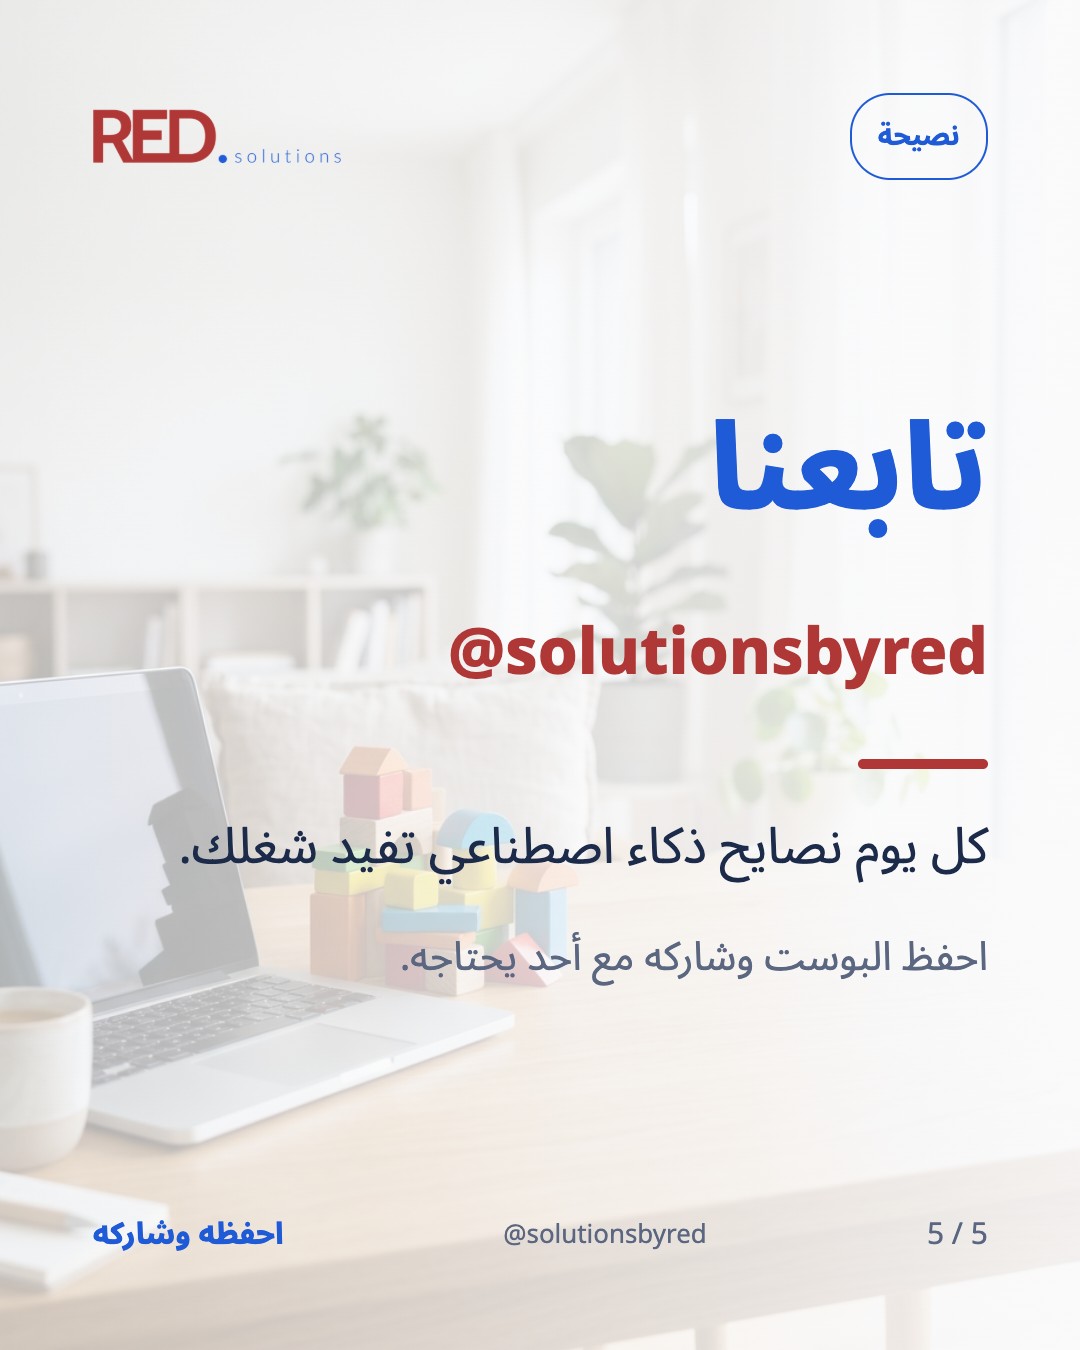 RED.solutions
نصيحة
تابعنا
@solutionsbyred
كل يوم نصايح ذكاء اصطناعي تفيد شغلك.
احفظ البوست وشاركه مع أحد يحتاجه.
احفظه وشاركه
@solutionsbyred
5 / 5